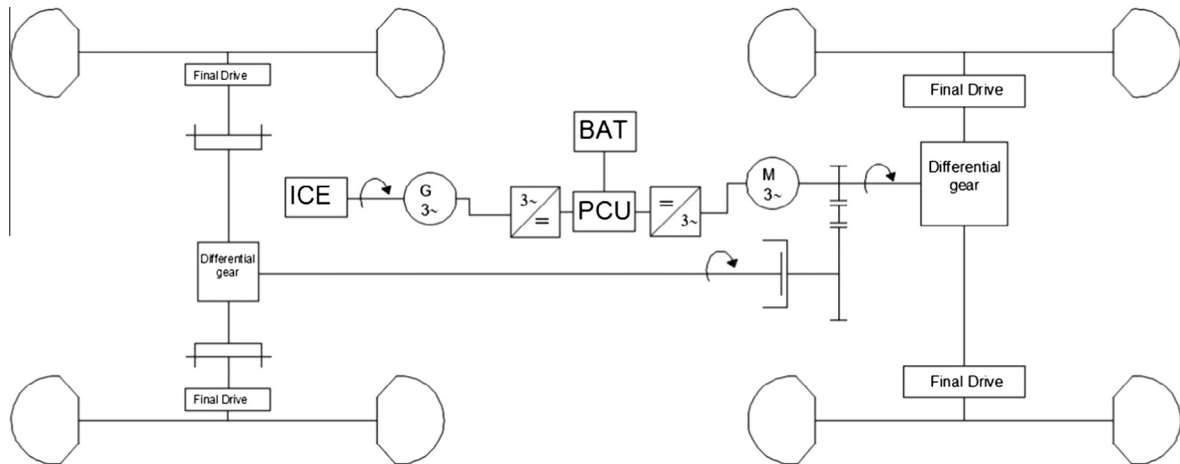 Final Drive
Final Drive
BAT
ICE
G
3~
3~
=
PCU
=
3~
M
3~
Differential
gear
Differential
gear
Final Drive
Final Drive